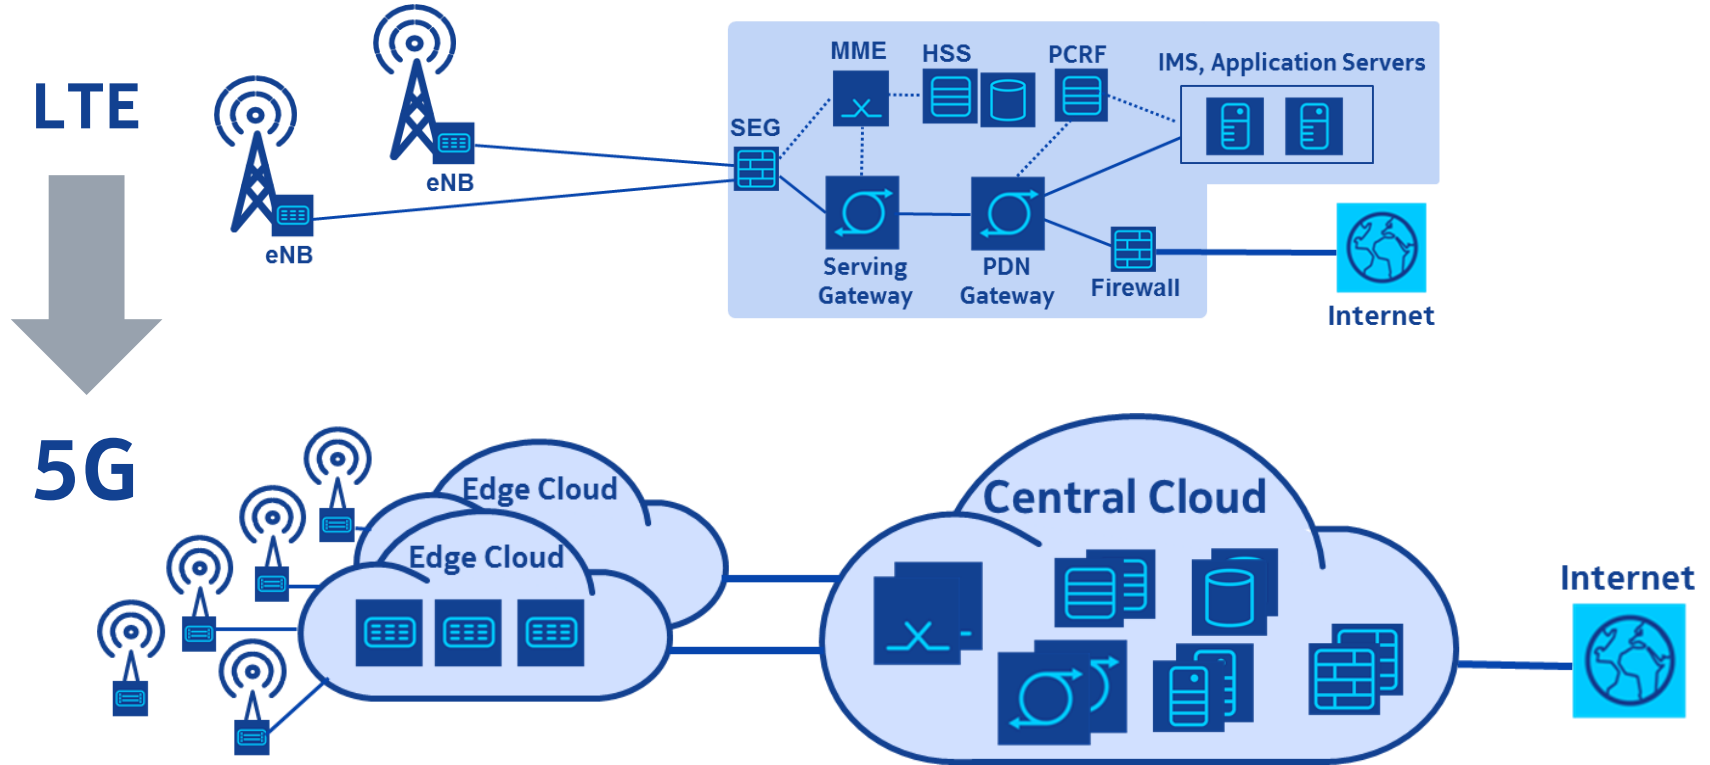 LTE
eNB
eNB
SEG
MME
HSS
PCRF
IMS, Application Servers
Serving
Gateway
PDN
Gateway
Firewall
Internet
5G
Edge Cloud
Edge Cloud
Central Cloud
Internet